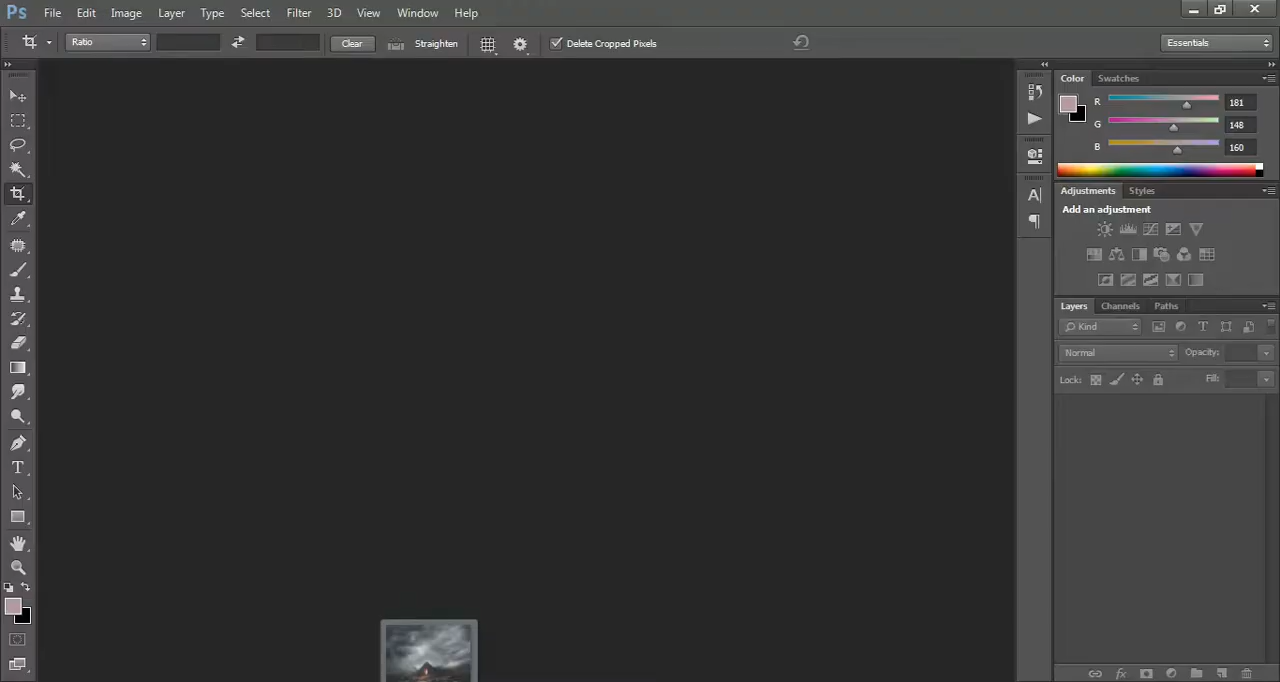 Ps File Edit Image Layer Type Select Filter 3D View Window Help
Ratio Clear Straighten Delete Cropped Pixels Essentials
Color Swatches
R 181
G 148
B 160
Adjustments Styles
Add an adjustment
Layers Channels Paths
Kind
Normal Opacity:
Lock: Fill: